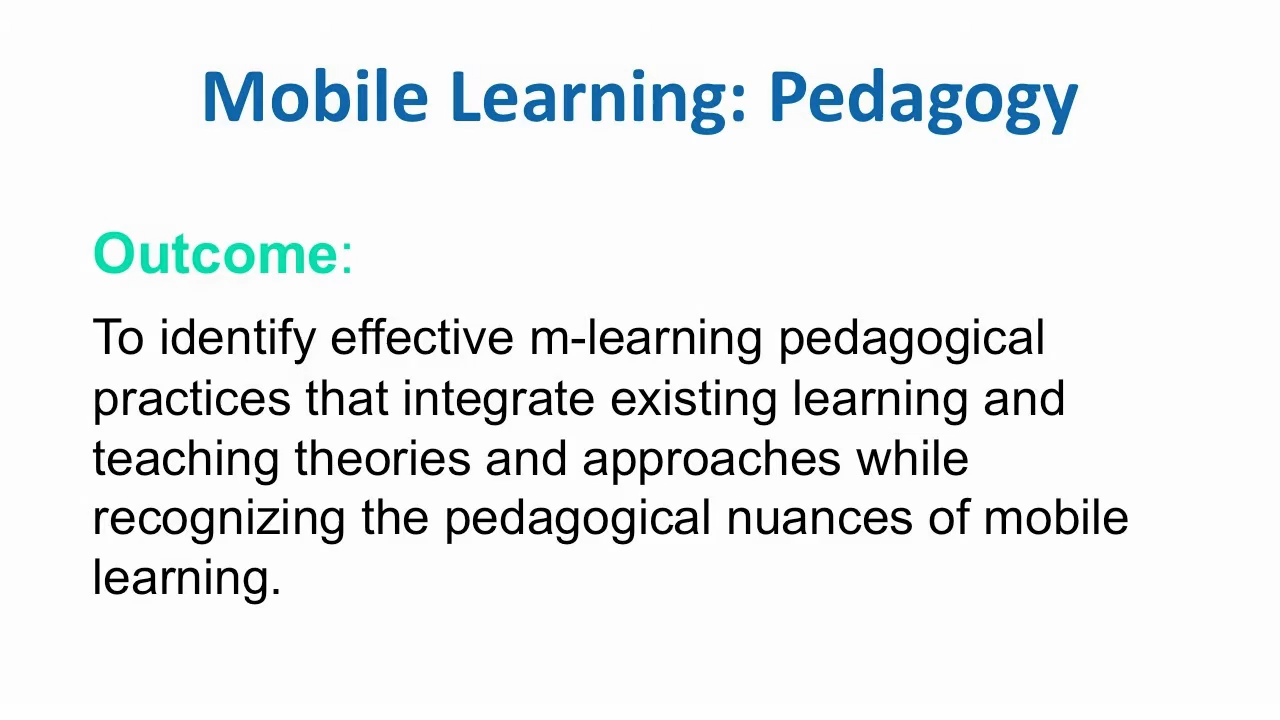 Mobile Learning: Pedagogy
Outcome:
To identify effective m-learning pedagogical
practices that integrate existing learning and
teaching theories and approaches while
recognizing the pedagogical nuances of mobile
learning.